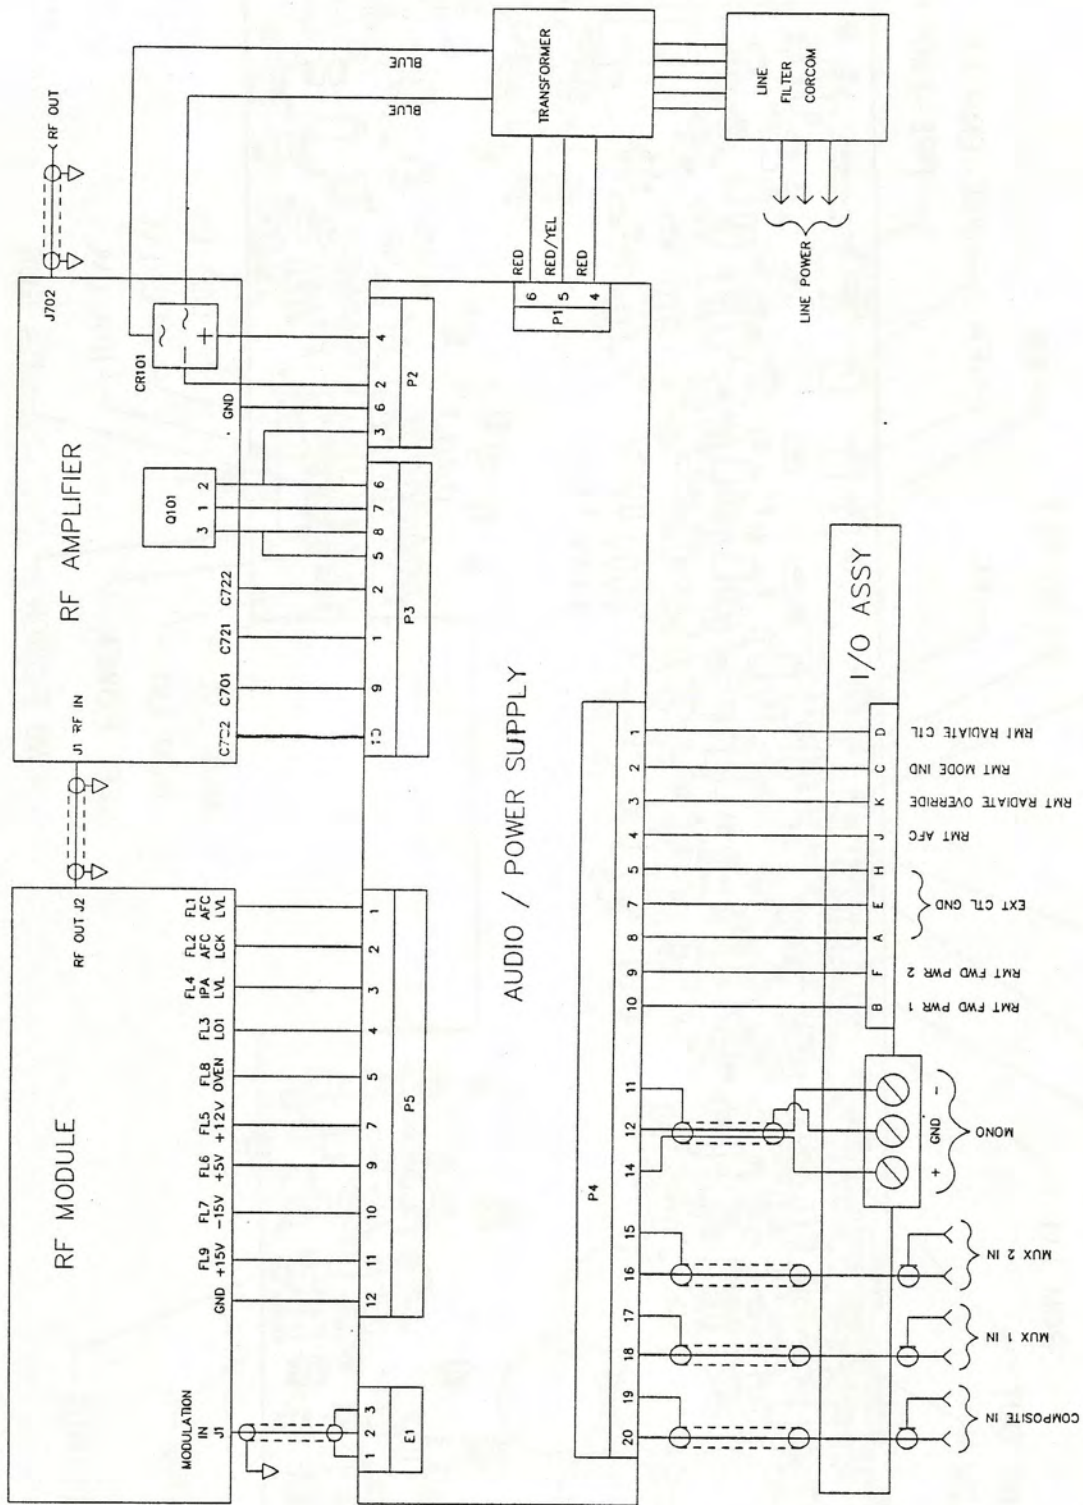 RF MODULE
RF OUT J2
FL1
AFC
LVL
FL2
AFC
LCK
FL4
IPA
LVL
FL3
LO1
FL8
OVEN
FL5
+12V
FL6
+5V
FL7
-15V
FL9
+15V
GND
MODULATION
IN
J1
1 2 3 4 5 7 9 10 11 12
P5
3
2
1
E1
RF AMPLIFIER
J1 RF IN
J702
RF OUT
CR101
~
~
+
−
GND
Q101
2 1 3
C722
C721
C701
4 2 6 3
P2
6 7 8 5 2 1 9 10
P3
BLUE
BLUE
TRANSFORMER
LINE
FILTER
CORCOM
LINE POWER
RED
RED/YEL
RED
6
5
4
P1
AUDIO / POWER SUPPLY
P4
1 2 3 4 5 7 8 9 10 11 12 14 15 16 17 18 19 20
I/O ASSY
D C K J H E A F B
RMT RADIATE CTL
RMT MODE IND
RMT RADIATE OVERRIDE
RMT AFC
EXT CTL GND
RMT FWD PWR 2
RMT FWD PWR 1
-
GND
+
MONO
MUX 2 IN
MUX 1 IN
COMPOSITE IN